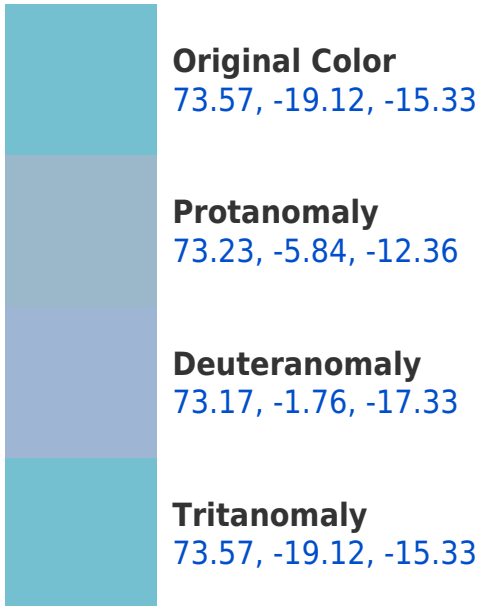 Original Color
73.57, -19.12, -15.33
Protanomaly
73.23, -5.84, -12.36
Deuteranomaly
73.17, -1.76, -17.33
Tritanomaly
73.57, -19.12, -15.33